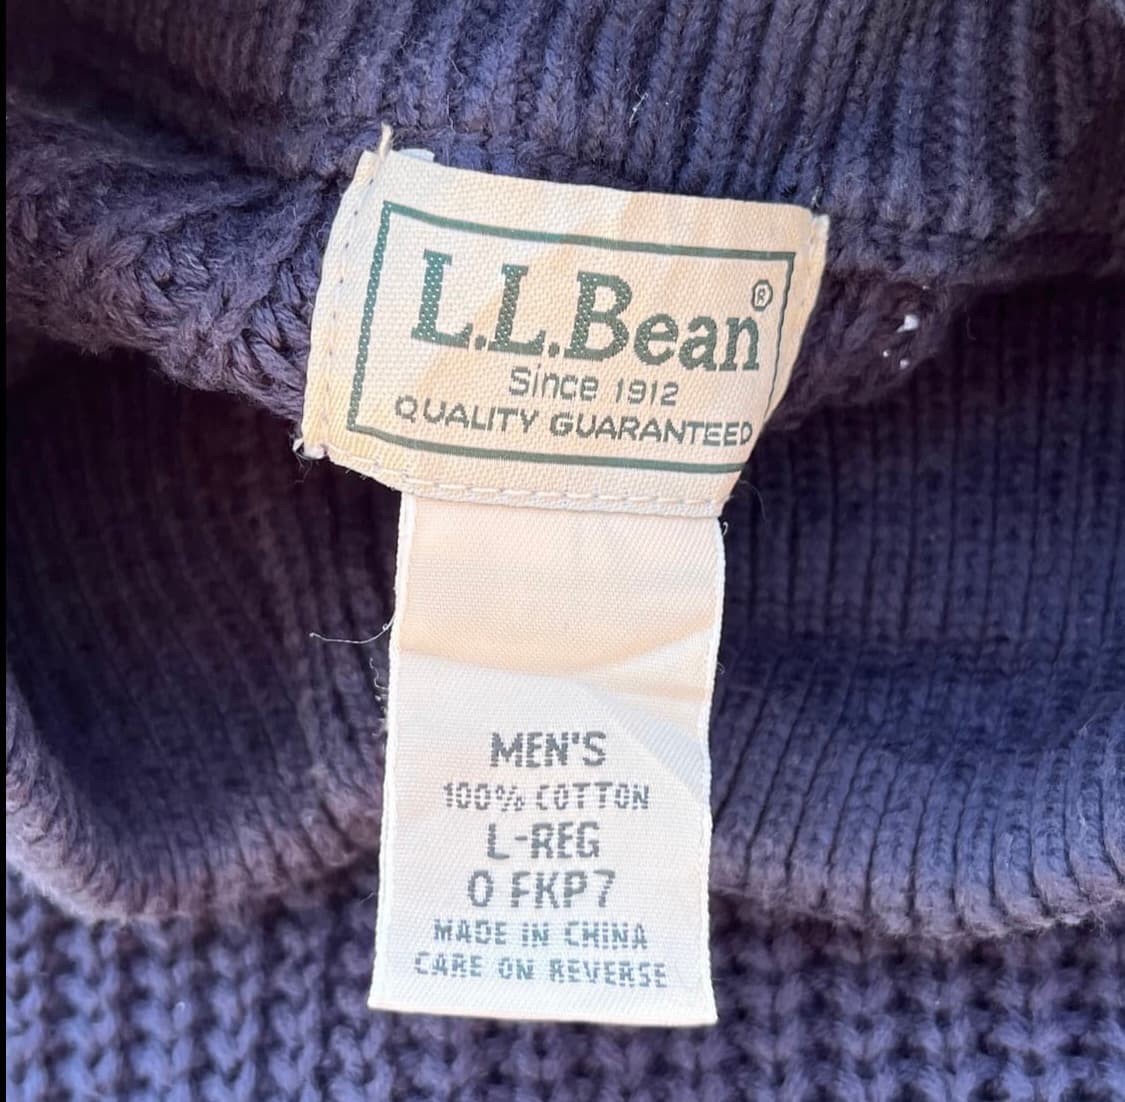 L.L.Bean®
Since 1912
QUALITY GUARANTEED
MEN'S
100% COTTON
L-REG
0 FKP7
MADE IN CHINA
CARE ON REVERSE